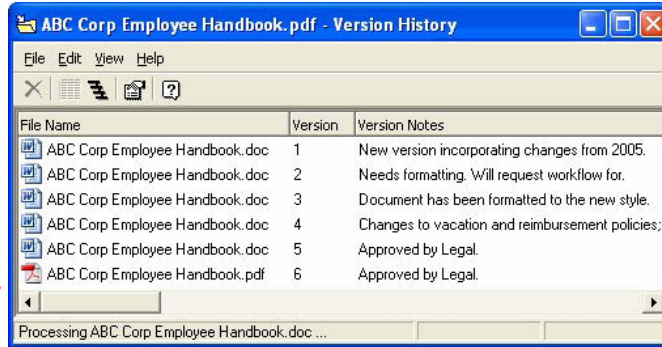 ABC Corp Employee Handbook.pdf - Version History
File Edit View Help
File Name Version Version Notes
ABC Corp Employee Handbook.doc 1 New version incorporating changes from 2005.
ABC Corp Employee Handbook.doc 2 Needs formatting. Will request workflow for.
ABC Corp Employee Handbook.doc 3 Document has been formatted to the new style.
ABC Corp Employee Handbook.doc 4 Changes to vacation and reimbursement policies;
ABC Corp Employee Handbook.doc 5 Approved by Legal.
ABC Corp Employee Handbook.pdf 6 Approved by Legal.
Processing ABC Corp Employee Handbook.doc ...